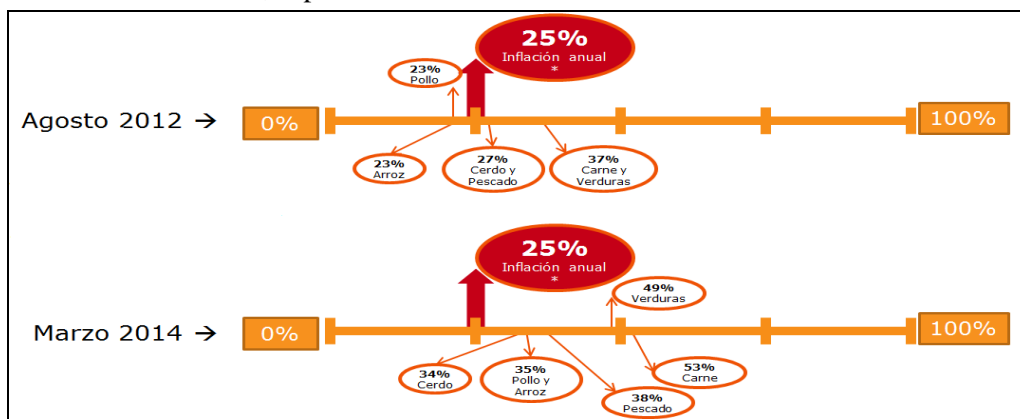 25%
Inflación anual
*
23%
Pollo
Agosto 2012 →
0%
100%
23%
Arroz
27%
Cerdo y
Pescado
37%
Carne y
Verduras
25%
Inflación anual
*
49%
Verduras
Marzo 2014 →
0%
100%
34%
Cerdo
35%
Pollo y
Arroz
53%
Carne
38%
Pescado